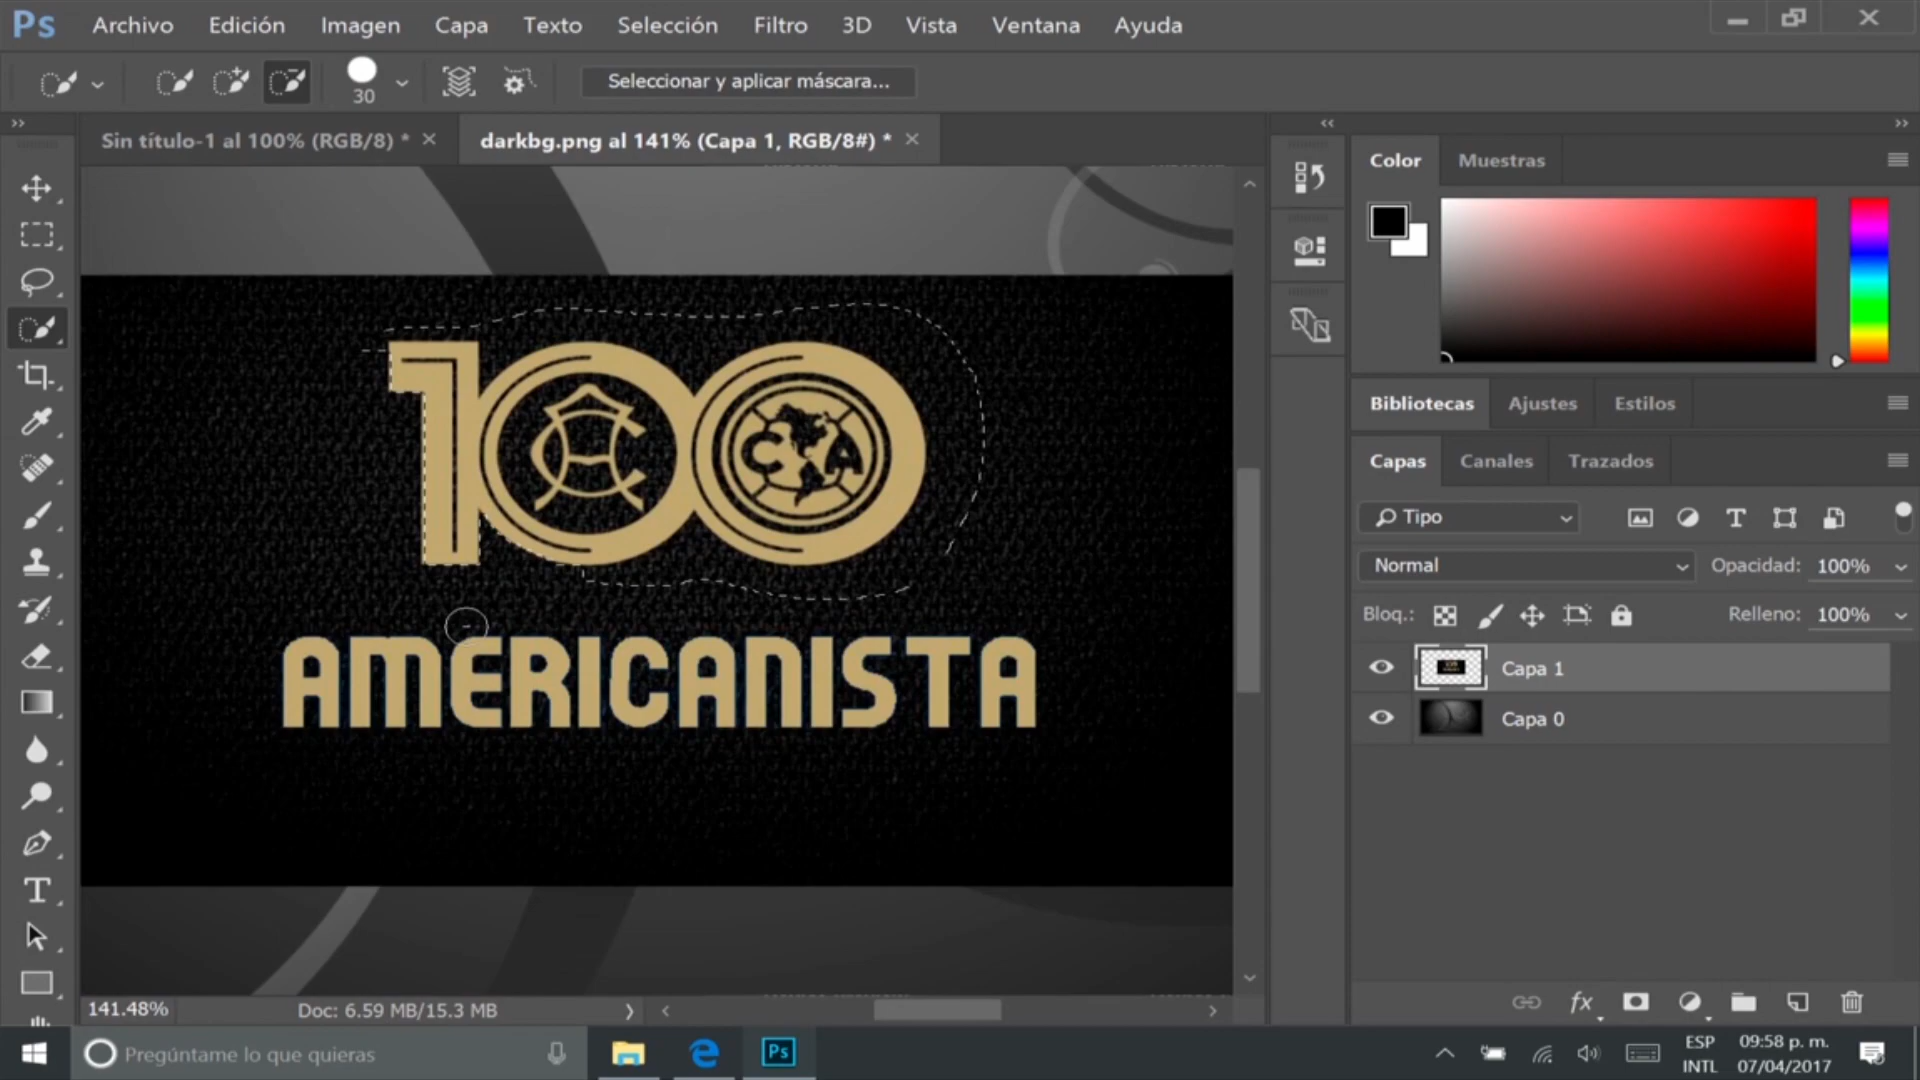 Ps Archivo Edición Imagen Capa Texto Selección Filtro 3D Vista Ventana Ayuda
30
Seleccionar y aplicar máscara...
Sin título-1 al 100% (RGB/8) *
darkbg.png al 141% (Capa 1, RGB/8#) *
Color Muestras
100
CA
AMERICANISTA
Bibliotecas Ajustes Estilos
Capas Canales Trazados
Tipo
Normal Opacidad: 100%
Bloq.: Relleno: 100%
Capa 1
Capa 0
fx
141.48% Doc: 6.59 MB/15.3 MB
Pregúntame lo que quieras
Ps
ESP
INTL
09:58 p. m.
07/04/2017